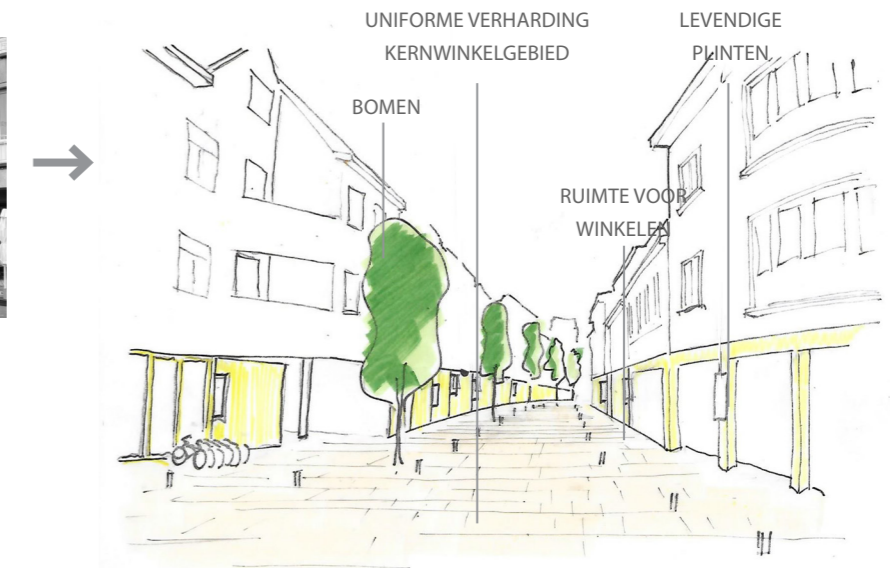 UNIFORME VERHARDING
KERNWINKELGEBIED
LEVENDIGE
PLINTEN
BOMEN
RUIMTE VOOR
WINKELEN